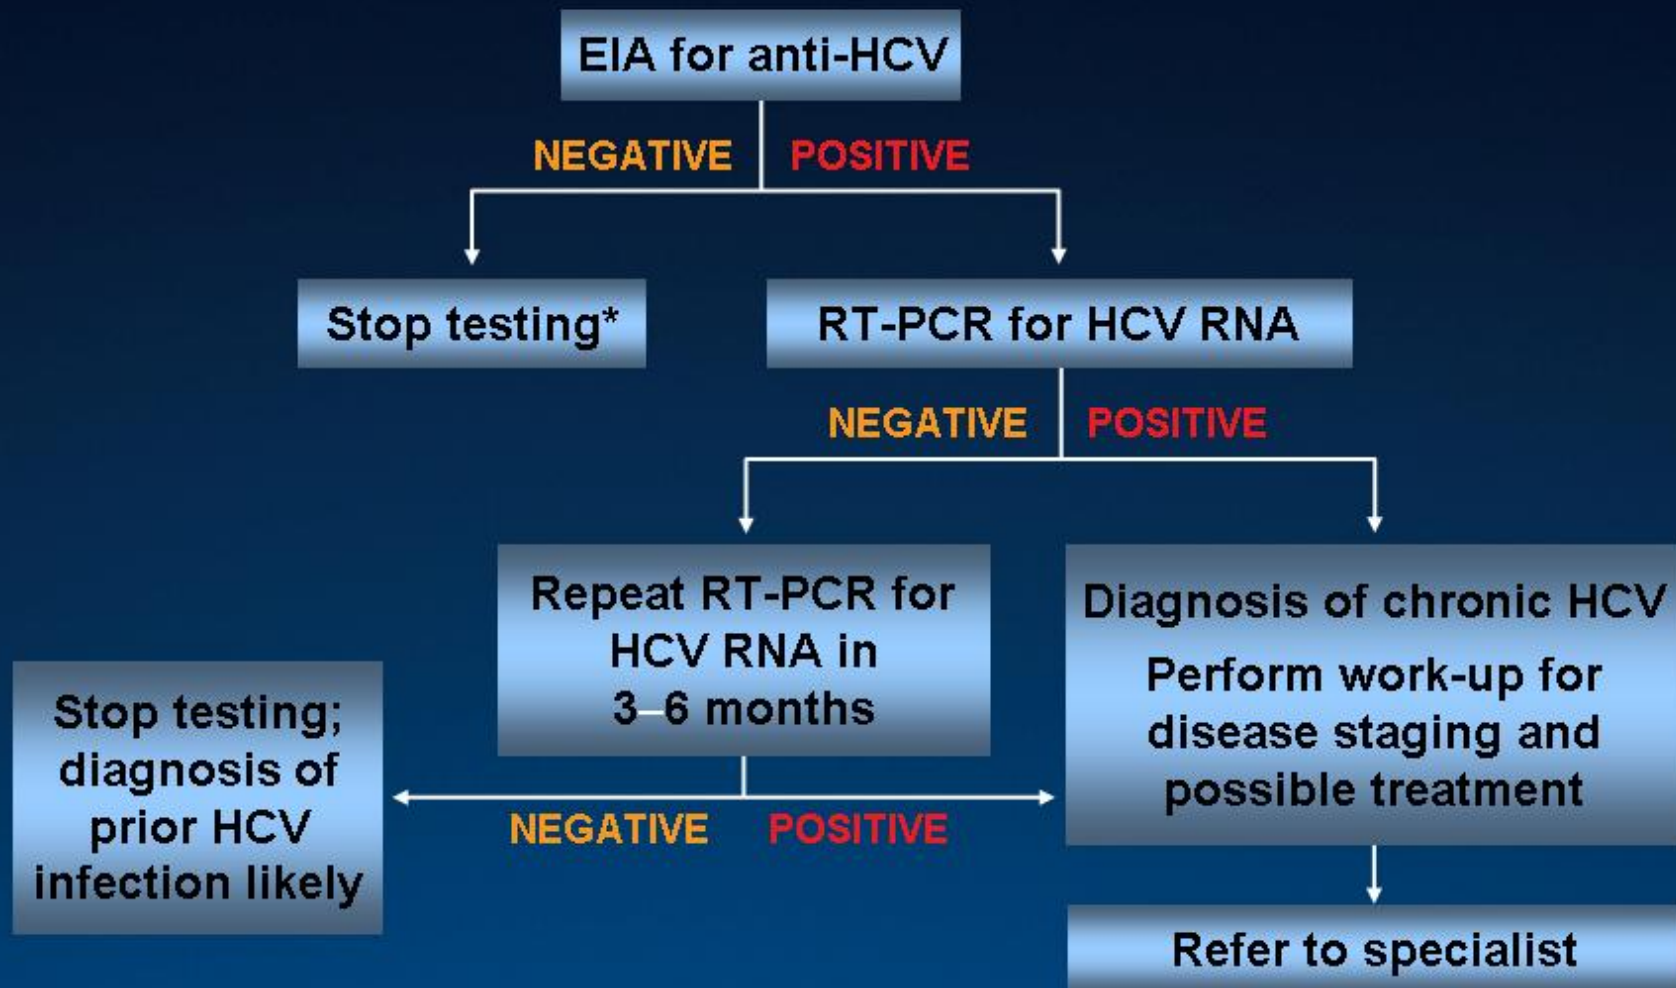 EIA for anti-HCV
NEGATIVE POSITIVE
Stop testing*
RT-PCR for HCV RNA
NEGATIVE POSITIVE
Repeat RT-PCR for
HCV RNA in
3–6 months
Diagnosis of chronic HCV
Perform work-up for
disease staging and
possible treatment
Stop testing;
diagnosis of
prior HCV
infection likely
NEGATIVE POSITIVE
Refer to specialist